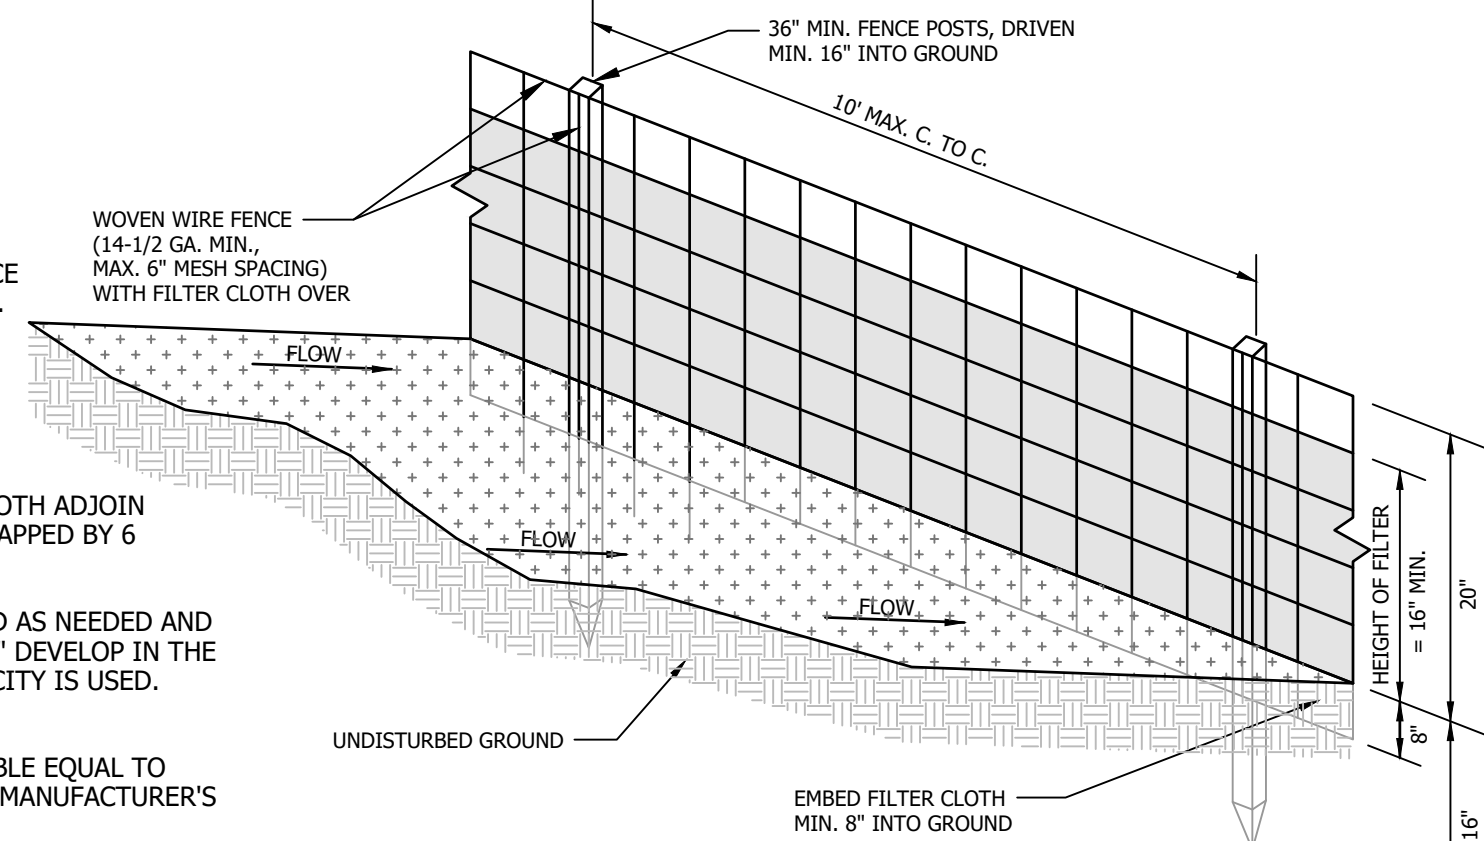 36" MIN. FENCE POSTS, DRIVEN
MIN. 16" INTO GROUND
10' MAX. C. TO C.
WOVEN WIRE FENCE
(14-1/2 GA. MIN.,
MAX. 6" MESH SPACING)
WITH FILTER CLOTH OVER
CE
.
FLOW
OTH ADJOIN
APPED BY 6
FLOW
HEIGHT OF FILTER
= 16" MIN.
20"
FLOW
D AS NEEDED AND
" DEVELOP IN THE
CITY IS USED.
UNDISTURBED GROUND
8"
BLE EQUAL TO
MANUFACTURER'S
EMBED FILTER CLOTH
MIN. 8" INTO GROUND
16"